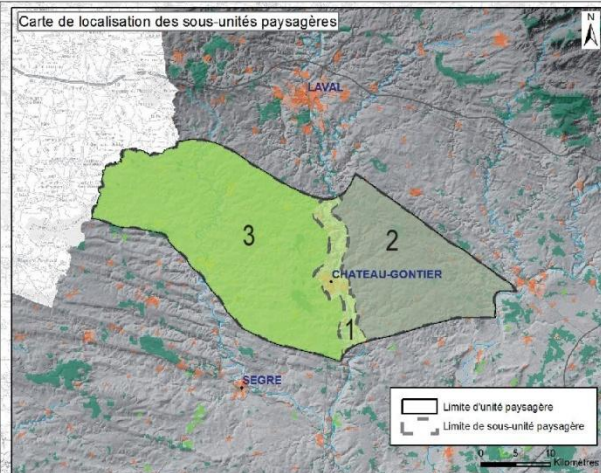 Carte de localisation des sous-unités paysagères
N
LAVAL
3
2
CHATEAU-GONTIER
1
SEGRE
Limite d'unité paysagère
Limite de sous-unité paysagère
0 5 10
Kilomètres